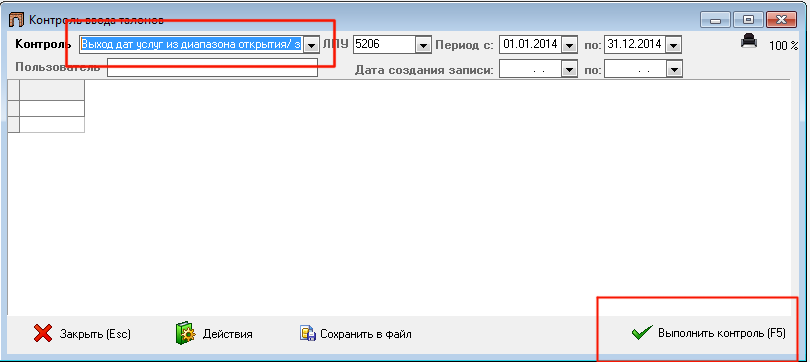 Контроль ввода талонов
Контроль Выход дат услуг из диапазона открытия/ з ЛПУ 5206 Период с: 01.01.2014 по: 31.12.2014 100 %
Пользователь Дата создания записи: . . по: . .
Закрыть (Esc) Действия Сохранить в файл Выполнить контроль (F5)